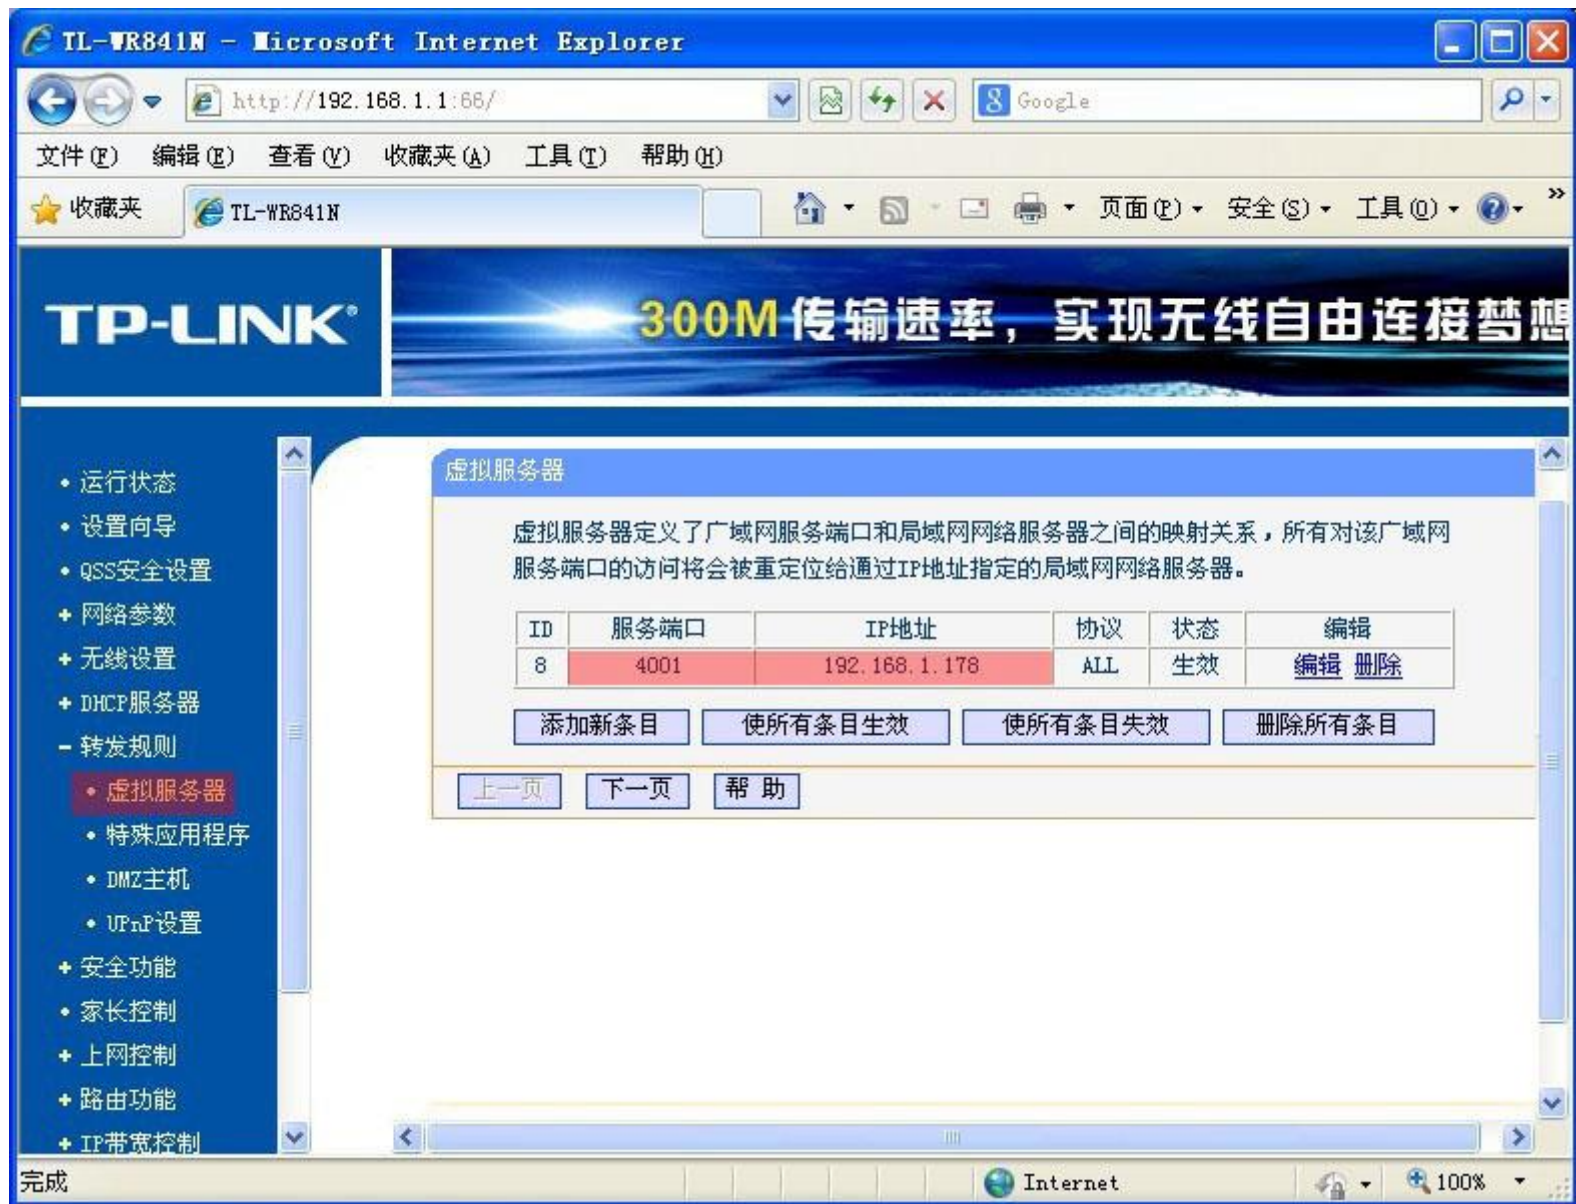 TL-WR841N - Microsoft Internet Explorer
http://192.168.1.1:66/
Google
文件(F) 编辑(E) 查看(V) 收藏夹(A) 工具(T) 帮助(H)
收藏夹 TL-WR841N 页面(P) 安全(S) 工具(O) »
TP-LINK®
300M传输速率，实现无线自由连接梦想
• 运行状态
• 设置向导
• QSS安全设置
+ 网络参数
+ 无线设置
+ DHCP服务器
- 转发规则
• 虚拟服务器
• 特殊应用程序
• DMZ主机
• UPnP设置
+ 安全功能
• 家长控制
+ 上网控制
+ 路由功能
+ IP带宽控制
虚拟服务器
虚拟服务器定义了广域网服务端口和局域网网络服务器之间的映射关系，所有对该广域网
服务端口的访问将会被重定位给通过IP地址指定的局域网网络服务器。
ID 服务端口 IP地址 协议 状态 编辑
8 4001 192.168.1.178 ALL 生效 编辑 删除
添加新条目 使所有条目生效 使所有条目失效 删除所有条目
上一页 下一页 帮 助
完成 Internet 100%